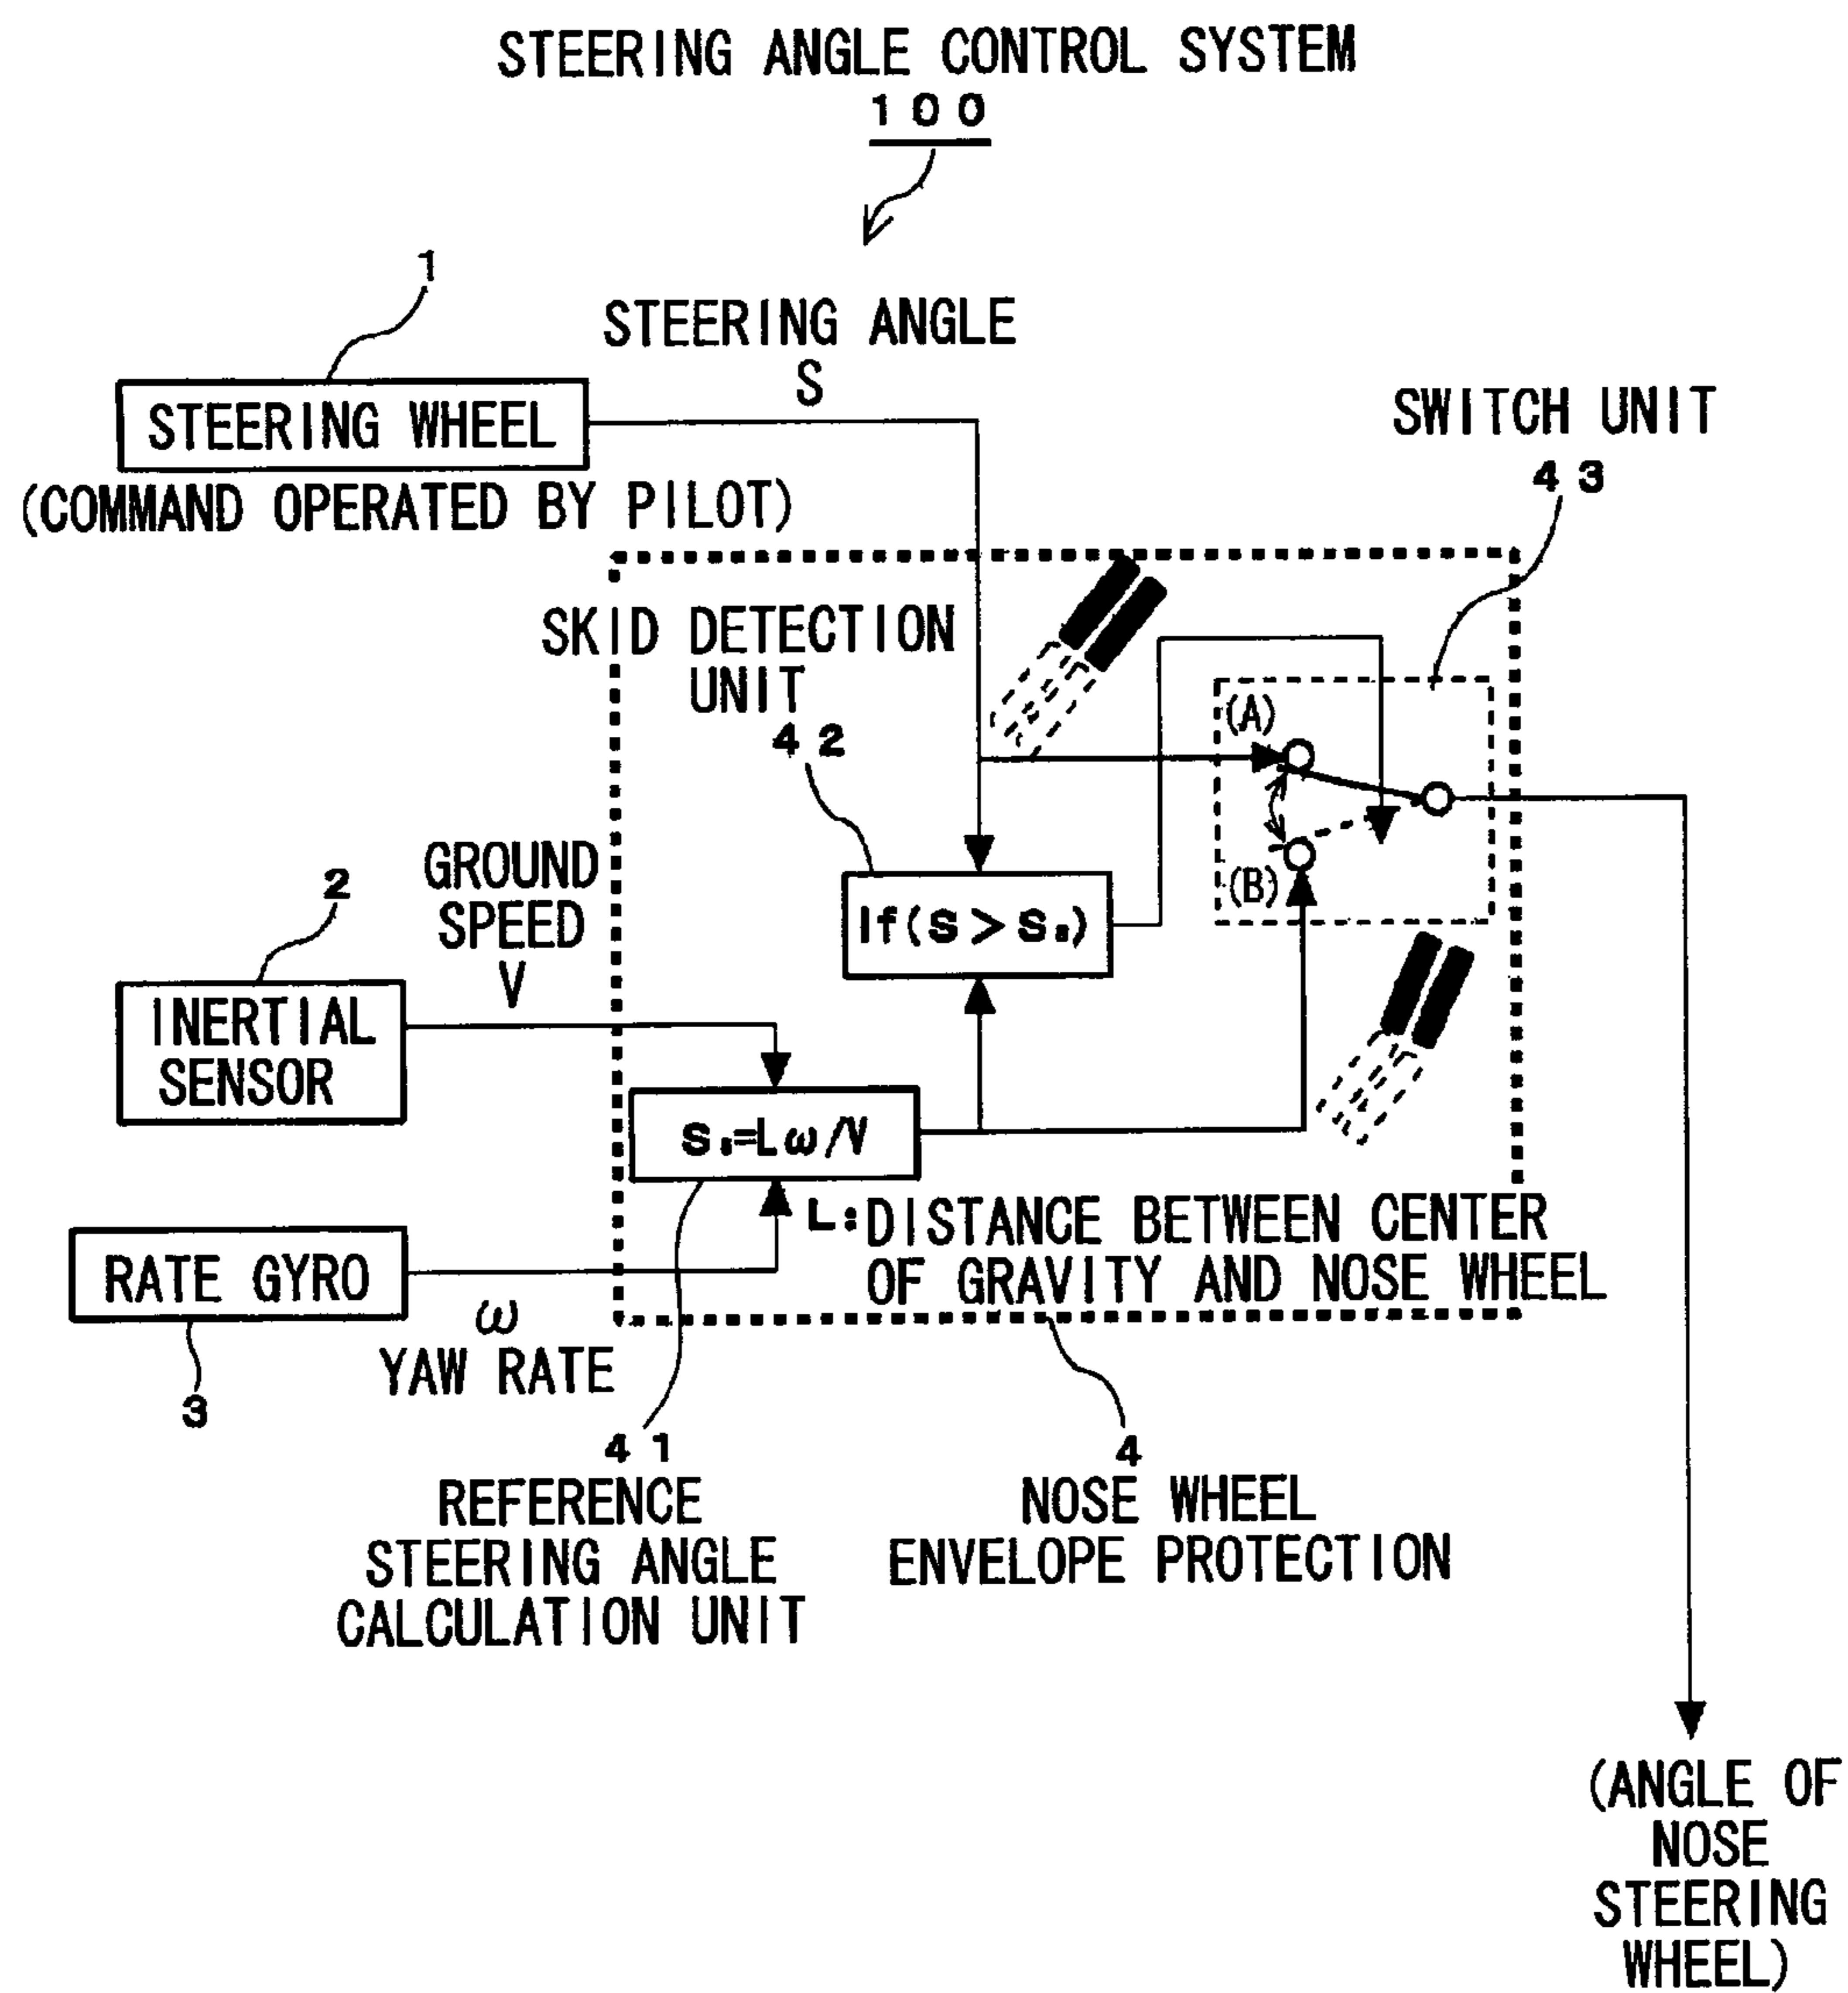 STEERING ANGLE CONTROL SYSTEM
100
1
STEERING ANGLE
S
STEERING WHEEL
(COMMAND OPERATED BY PILOT)
SWITCH UNIT
43
SKID DETECTION
UNIT
42
(A)
(B)
If(S > Ss)
GROUND
SPEED
V
2
INERTIAL
SENSOR
Ss=Lω/V
L:DISTANCE BETWEEN CENTER
OF GRAVITY AND NOSE WHEEL
RATE GYRO
3
ω
YAW RATE
41
REFERENCE
STEERING ANGLE
CALCULATION UNIT
4
NOSE WHEEL
ENVELOPE PROTECTION
(ANGLE OF
NOSE
STEERING
WHEEL)